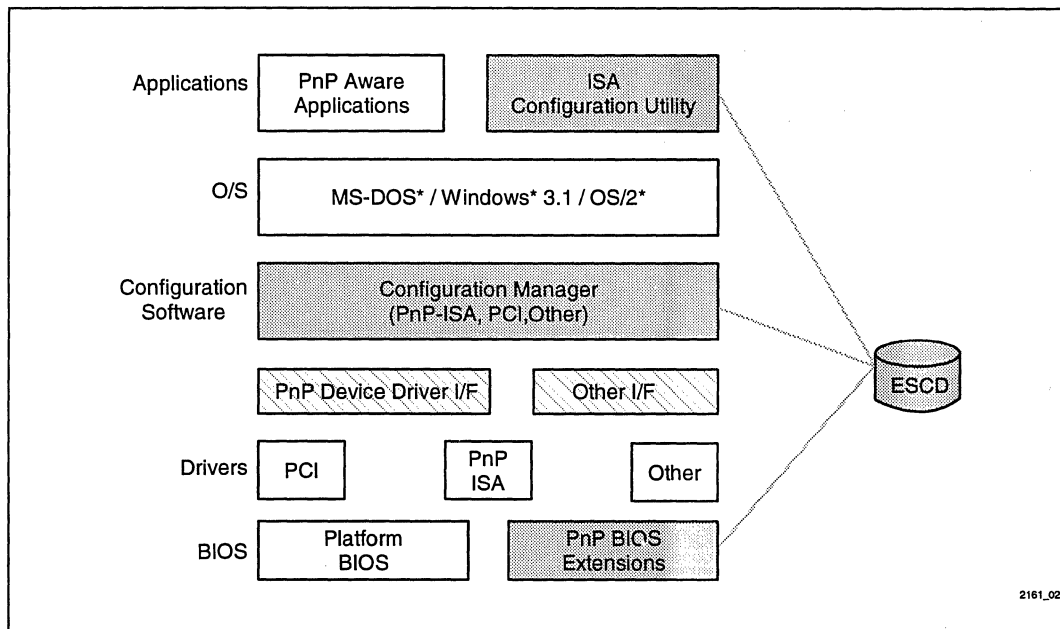 Applications
PnP Aware
Applications
ISA
Configuration Utility
O/S
MS-DOS* / Windows* 3.1 / OS/2*
Configuration
Software
Configuration Manager
(PnP-ISA, PCI,Other)
PnP Device Driver I/F
Other I/F
ESCD
Drivers
PCI
PnP
ISA
Other
BIOS
Platform
BIOS
PnP BIOS
Extensions
2161_02